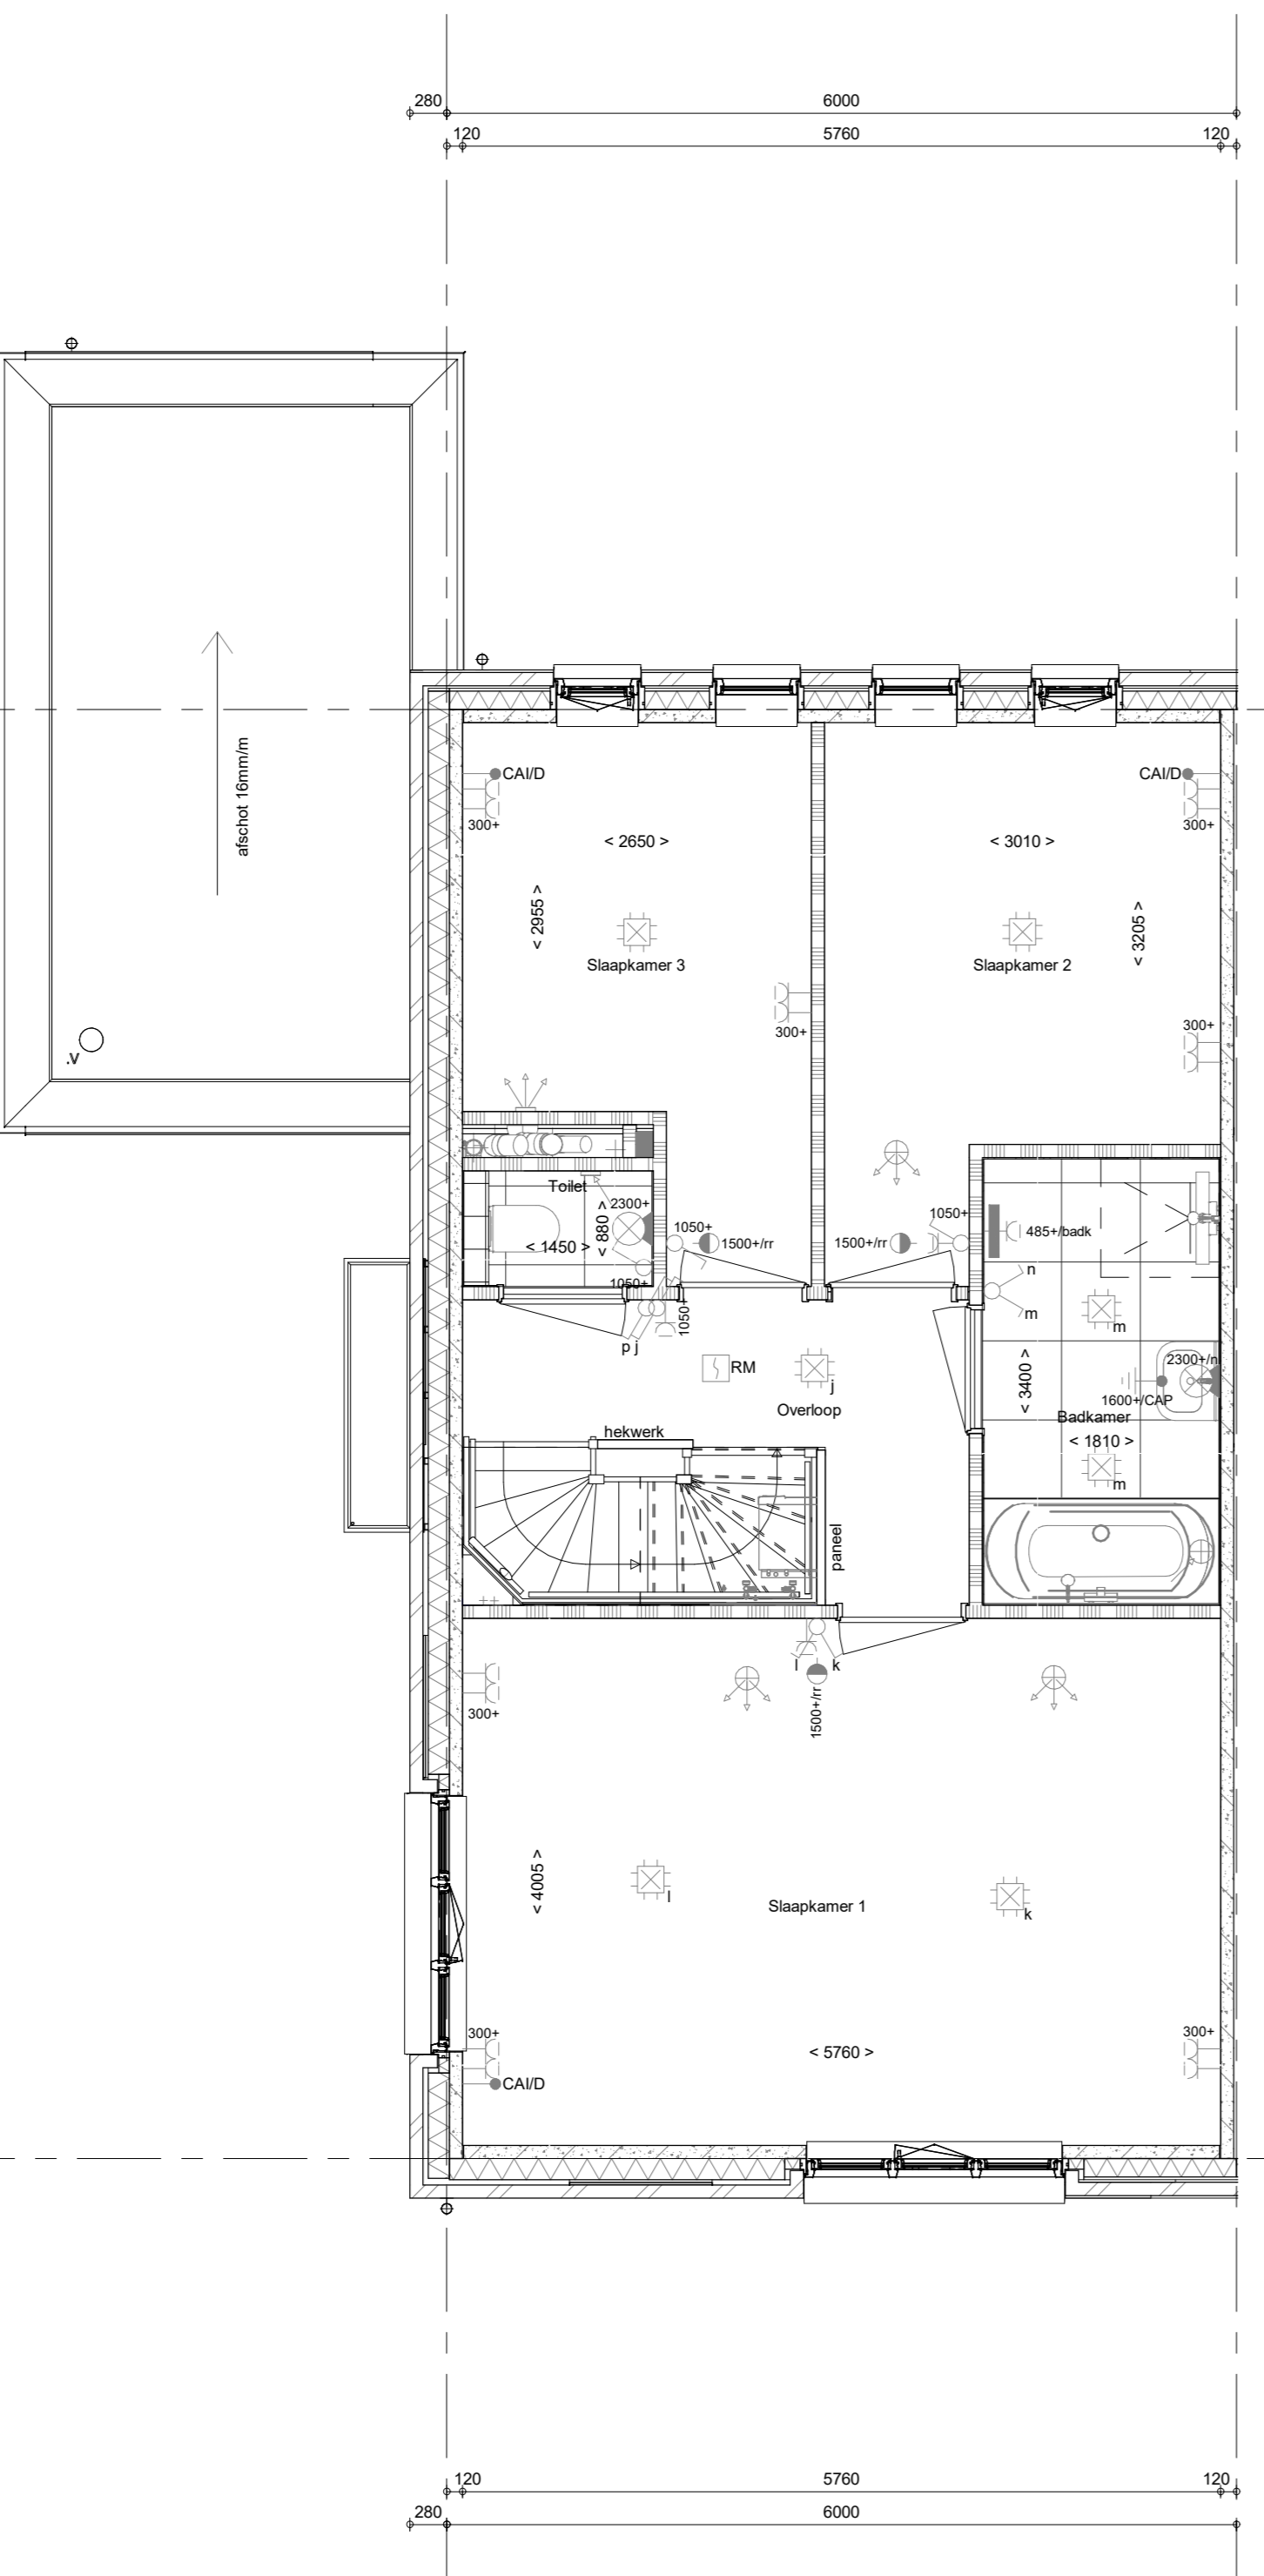 280
6000
120
5760
120
CAI/D
CAI/D
300+
300+
< 2650 >
< 3010 >
afschot 16mm/m
< 2955 >
< 3205 >
Slaapkamer 3
Slaapkamer 2
300+
300+
.V
Toilet
2300+
< 880 >
< 1450 >
1050+
1050+
1500+/rr
1500+/rr
1050+
485+/badk
1050+
n
m
m
p j
RM
j
Overloop
< 3400 >
2300+/n
1600+/CAP
Badkamer
< 1810 >
m
hekwerk
paneel
l
k
300+
1500+/rr
< 4005 >
l
Slaapkamer 1
k
300+
300+
< 5760 >
CAI/D
120
5760
120
280
6000